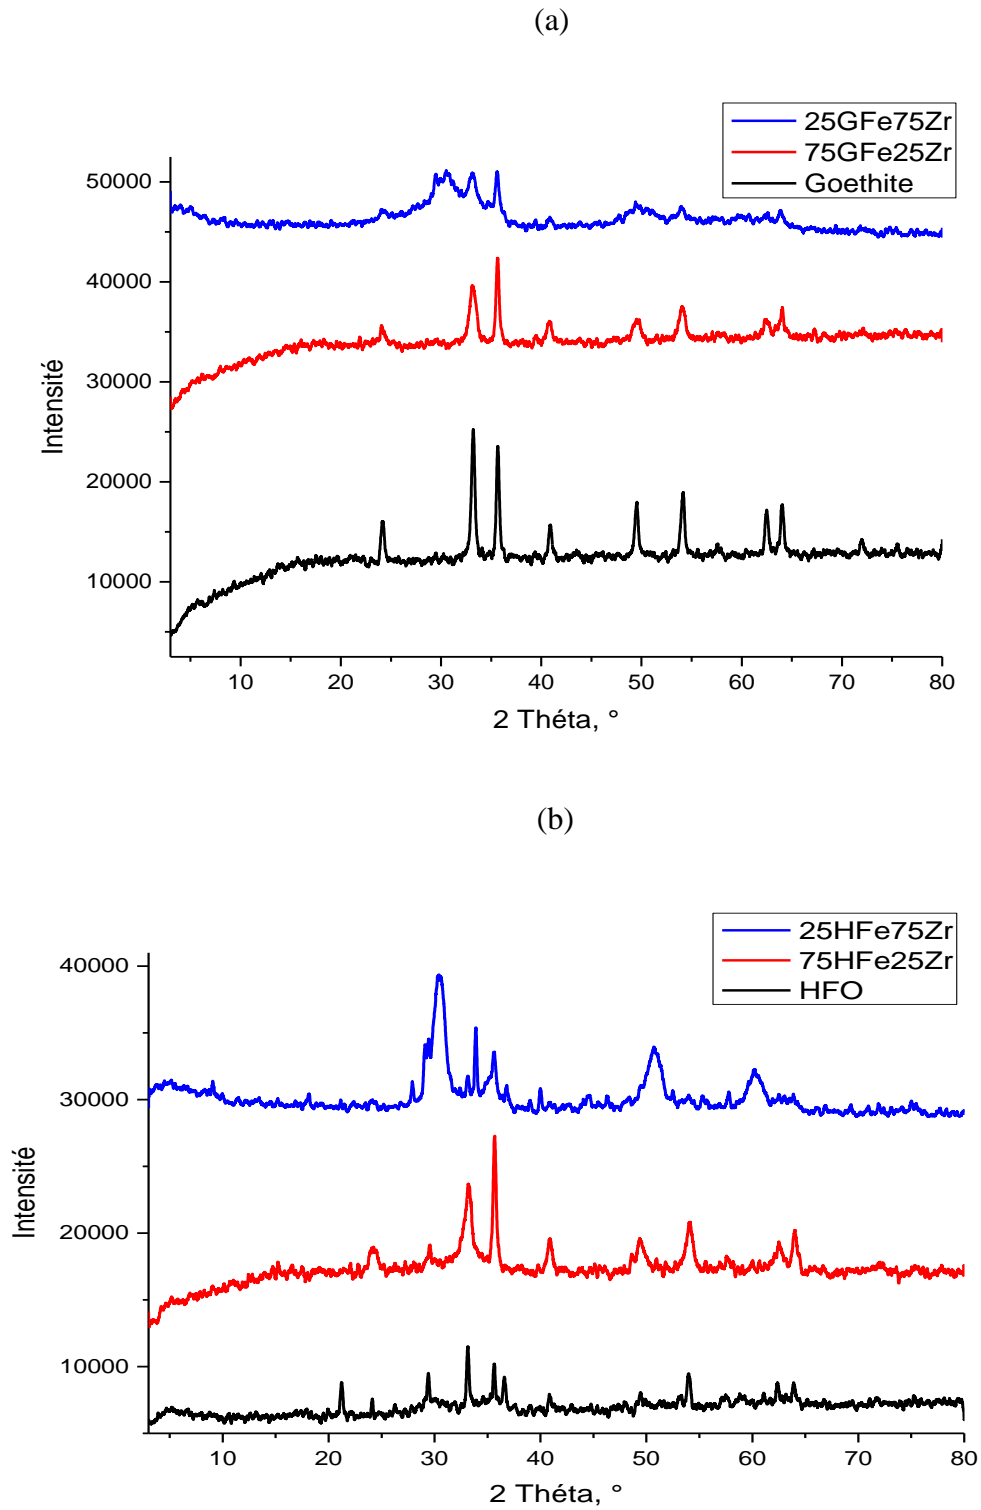 (a)
25GFe75Zr
75GFe25Zr
Goethite
50000
40000
30000
20000
10000
Intensité
10 20 30 40 50 60 70 80
2 Théta, °
(b)
25HFe75Zr
75HFe25Zr
HFO
40000
30000
20000
10000
Intensité
10 20 30 40 50 60 70 80
2 Théta, °